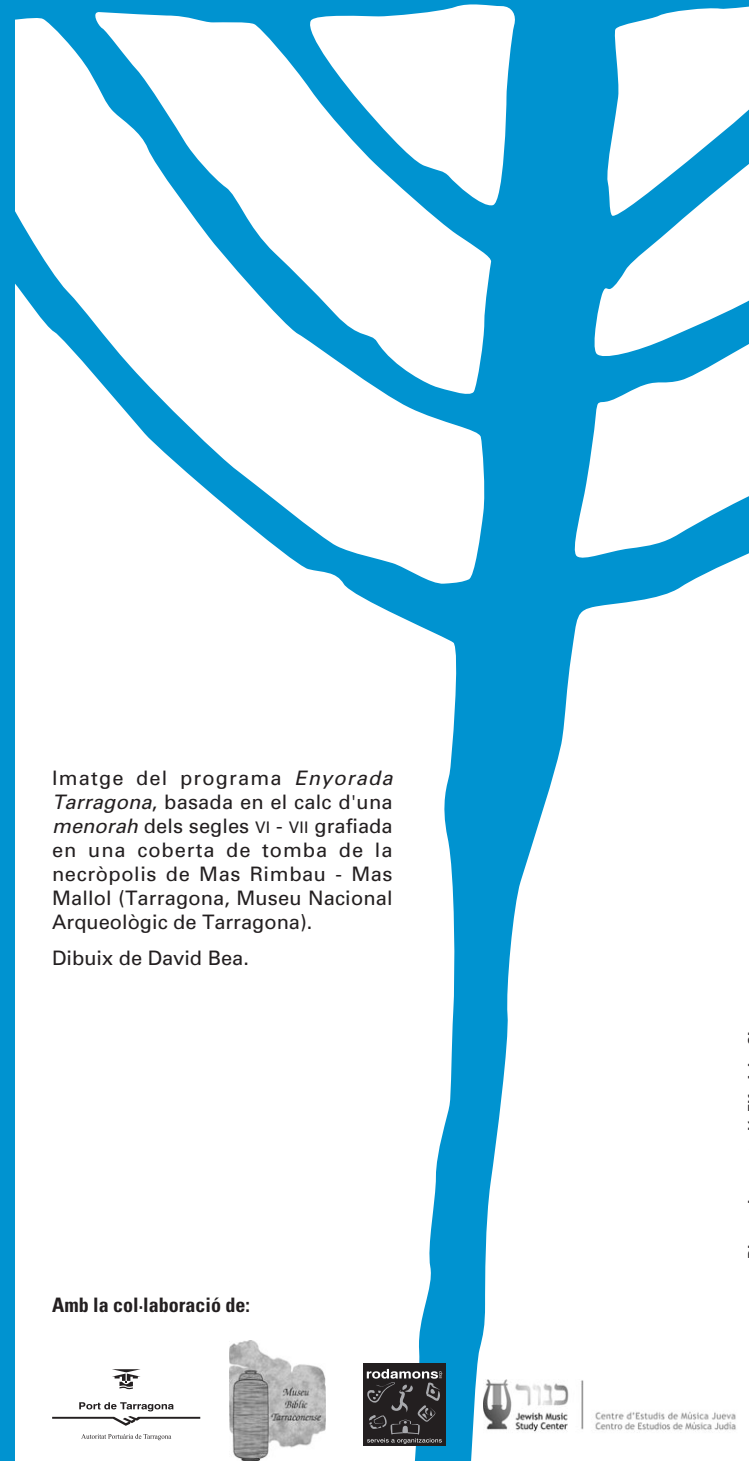 Imatge del programa Enyorada
Tarragona, basada en el calc d'una
menorah dels segles VI - VII grafiada
en una coberta de tomba de la
necròpolis de Mas Rimbau - Mas
Mallol (Tarragona, Museu Nacional
Arqueològic de Tarragona).
Dibuix de David Bea.
Amb la col·laboració de:
Port de Tarragona
Autoritat Portuària de Tarragona
Museu
Bíblic
Tarraconense
rodamons
serveis a organitzacions
כנור
Jewish Music
Study Center
Centre d'Estudis de Música Jueva
Centro de Estudios de Música Judía